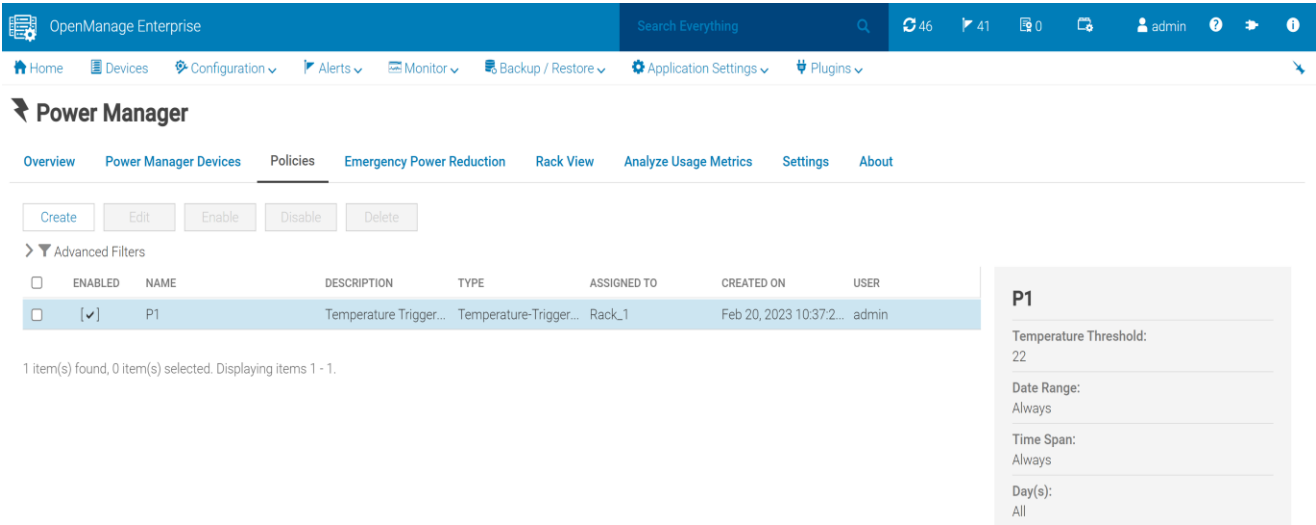 OpenManage Enterprise Search Everything 46 41 0 admin
Home Devices Configuration Alerts Monitor Backup / Restore Application Settings Plugins
Power Manager
Overview Power Manager Devices Policies Emergency Power Reduction Rack View Analyze Usage Metrics Settings About
Create Edit Enable Disable Delete
Advanced Filters
ENABLED NAME DESCRIPTION TYPE ASSIGNED TO CREATED ON USER
P1 Temperature Trigger... Temperature-Trigger... Rack_1 Feb 20, 2023 10:37:2... admin
1 item(s) found, 0 item(s) selected. Displaying items 1 - 1.
P1
Temperature Threshold:
22
Date Range:
Always
Time Span:
Always
Day(s):
All